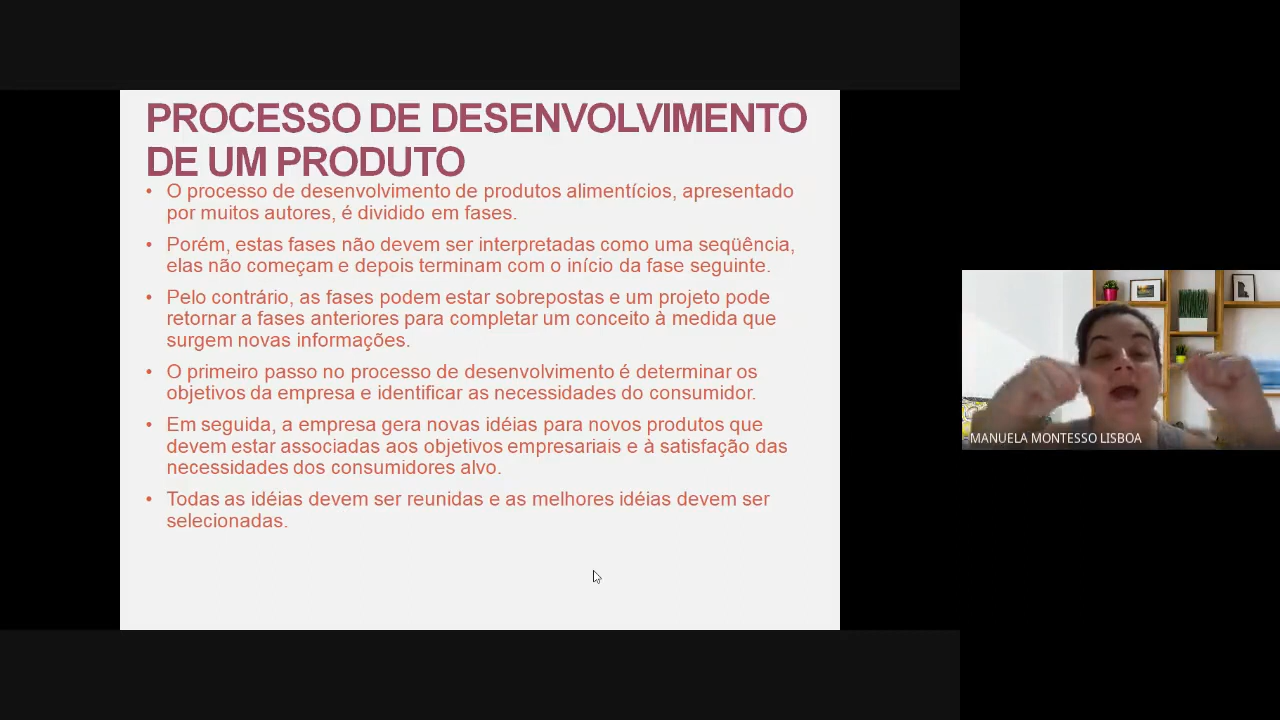 PROCESSO DE DESENVOLVIMENTO
DE UM PRODUTO
• O processo de desenvolvimento de produtos alimentícios, apresentado
por muitos autores, é dividido em fases.
• Porém, estas fases não devem ser interpretadas como uma seqüência,
elas não começam e depois terminam com o início da fase seguinte.
• Pelo contrário, as fases podem estar sobrepostas e um projeto pode
retornar a fases anteriores para completar um conceito à medida que
surgem novas informações.
• O primeiro passo no processo de desenvolvimento é determinar os
objetivos da empresa e identificar as necessidades do consumidor.
• Em seguida, a empresa gera novas idéias para novos produtos que
devem estar associadas aos objetivos empresariais e à satisfação das
necessidades dos consumidores alvo.
• Todas as idéias devem ser reunidas e as melhores idéias devem ser
selecionadas.
MANUELA MONTESSO LISBOA